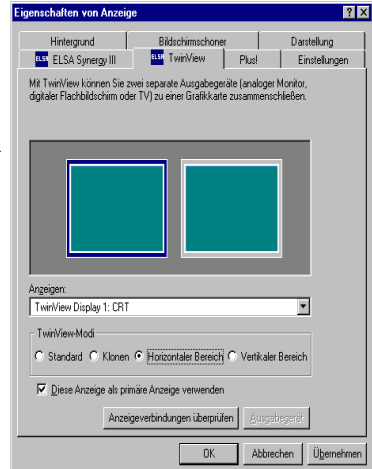 Eigenschaften von Anzeige
Hintergrund Bildschirmschoner Darstellung
ELSA ELSA Synergy III ELSA TwinView Plus! Einstellungen
Mit TwinView können Sie zwei separate Ausgabegeräte (analoger Monitor,
digitaler Flachbildschirm oder TV) zu einer Grafikkarte zusammenschließen.
Anzeigen:
TwinView Display 1: CRT
TwinView-Modi
Standard Klonen Horizontaler Bereich Vertikaler Bereich
Diese Anzeige als primäre Anzeige verwenden
Anzeigeverbindungen überprüfen Ausgabegerät
OK Abbrechen Übernehmen